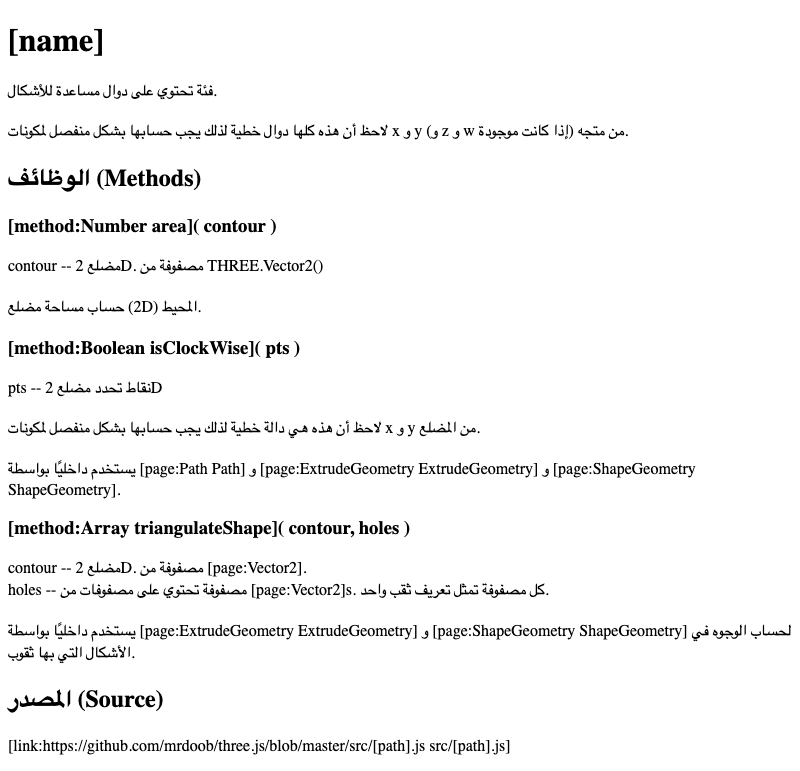 [name]
فئة تحتوي على دوال مساعدة للأشكال.
لاحظ أن هذه كلها دوال خطية لذلك يجب حسابها بشكل منفصل لمكونات x و y (و z و w إذا كانت موجودة) من متجه.
الوظائف (Methods)
[method:Number area]( contour )
contour -- مضلع 2D. مصفوفة من THREE.Vector2()
حساب مساحة مضلع (2D) المحيط.
[method:Boolean isClockWise]( pts )
pts -- نقاط تحدد مضلع 2D
لاحظ أن هذه هي دالة خطية لذلك يجب حسابها بشكل منفصل لمكونات x و y من المضلع.
يستخدم داخليًا بواسطة [page:Path Path] و [page:ExtrudeGeometry ExtrudeGeometry] و [page:ShapeGeometry
ShapeGeometry].
[method:Array triangulateShape]( contour, holes )
contour -- مضلع 2D. مصفوفة من [page:Vector2].
holes -- مصفوفة تحتوي على مصفوفات من [page:Vector2]s. كل مصفوفة تمثل تعريف ثقب واحد.
يستخدم داخليًا بواسطة [page:ExtrudeGeometry ExtrudeGeometry] و [page:ShapeGeometry ShapeGeometry] لحساب الوجوه في
الأشكال التي بها ثقوب.
المصدر (Source)
[link:https://github.com/mrdoob/three.js/blob/master/src/[path].js src/[path].js]